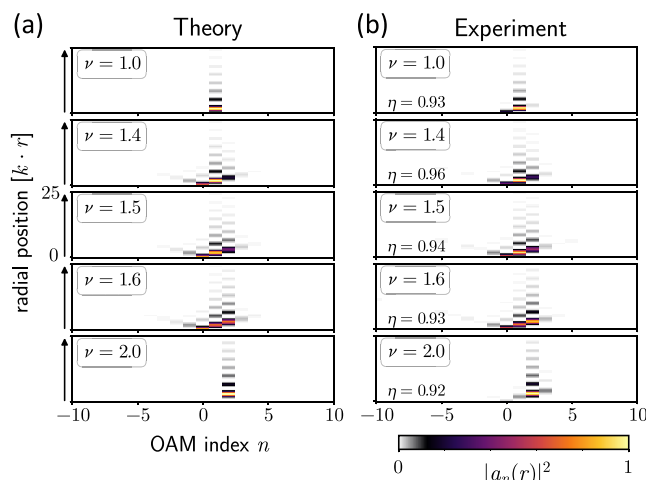 (a) Theory
(b) Experiment
radial position [k · r]
ν = 1.0
ν = 1.4
25
ν = 1.5
0
ν = 1.6
ν = 2.0
−10 −5 0 5 10
OAM index n
ν = 1.0
η = 0.93
ν = 1.4
η = 0.96
ν = 1.5
η = 0.94
ν = 1.6
η = 0.93
ν = 2.0
η = 0.92
−10 −5 0 5 10
0 1
|aₙ(r)|²